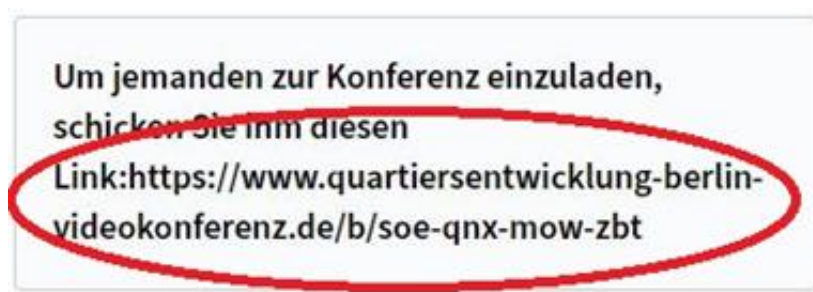 Um jemanden zur Konferenz einzuladen,
schicken Sie ihm diesen
Link:https://www.quartiersentwicklung-berlin-
videokonferenz.de/b/soe-qnx-mow-zbt